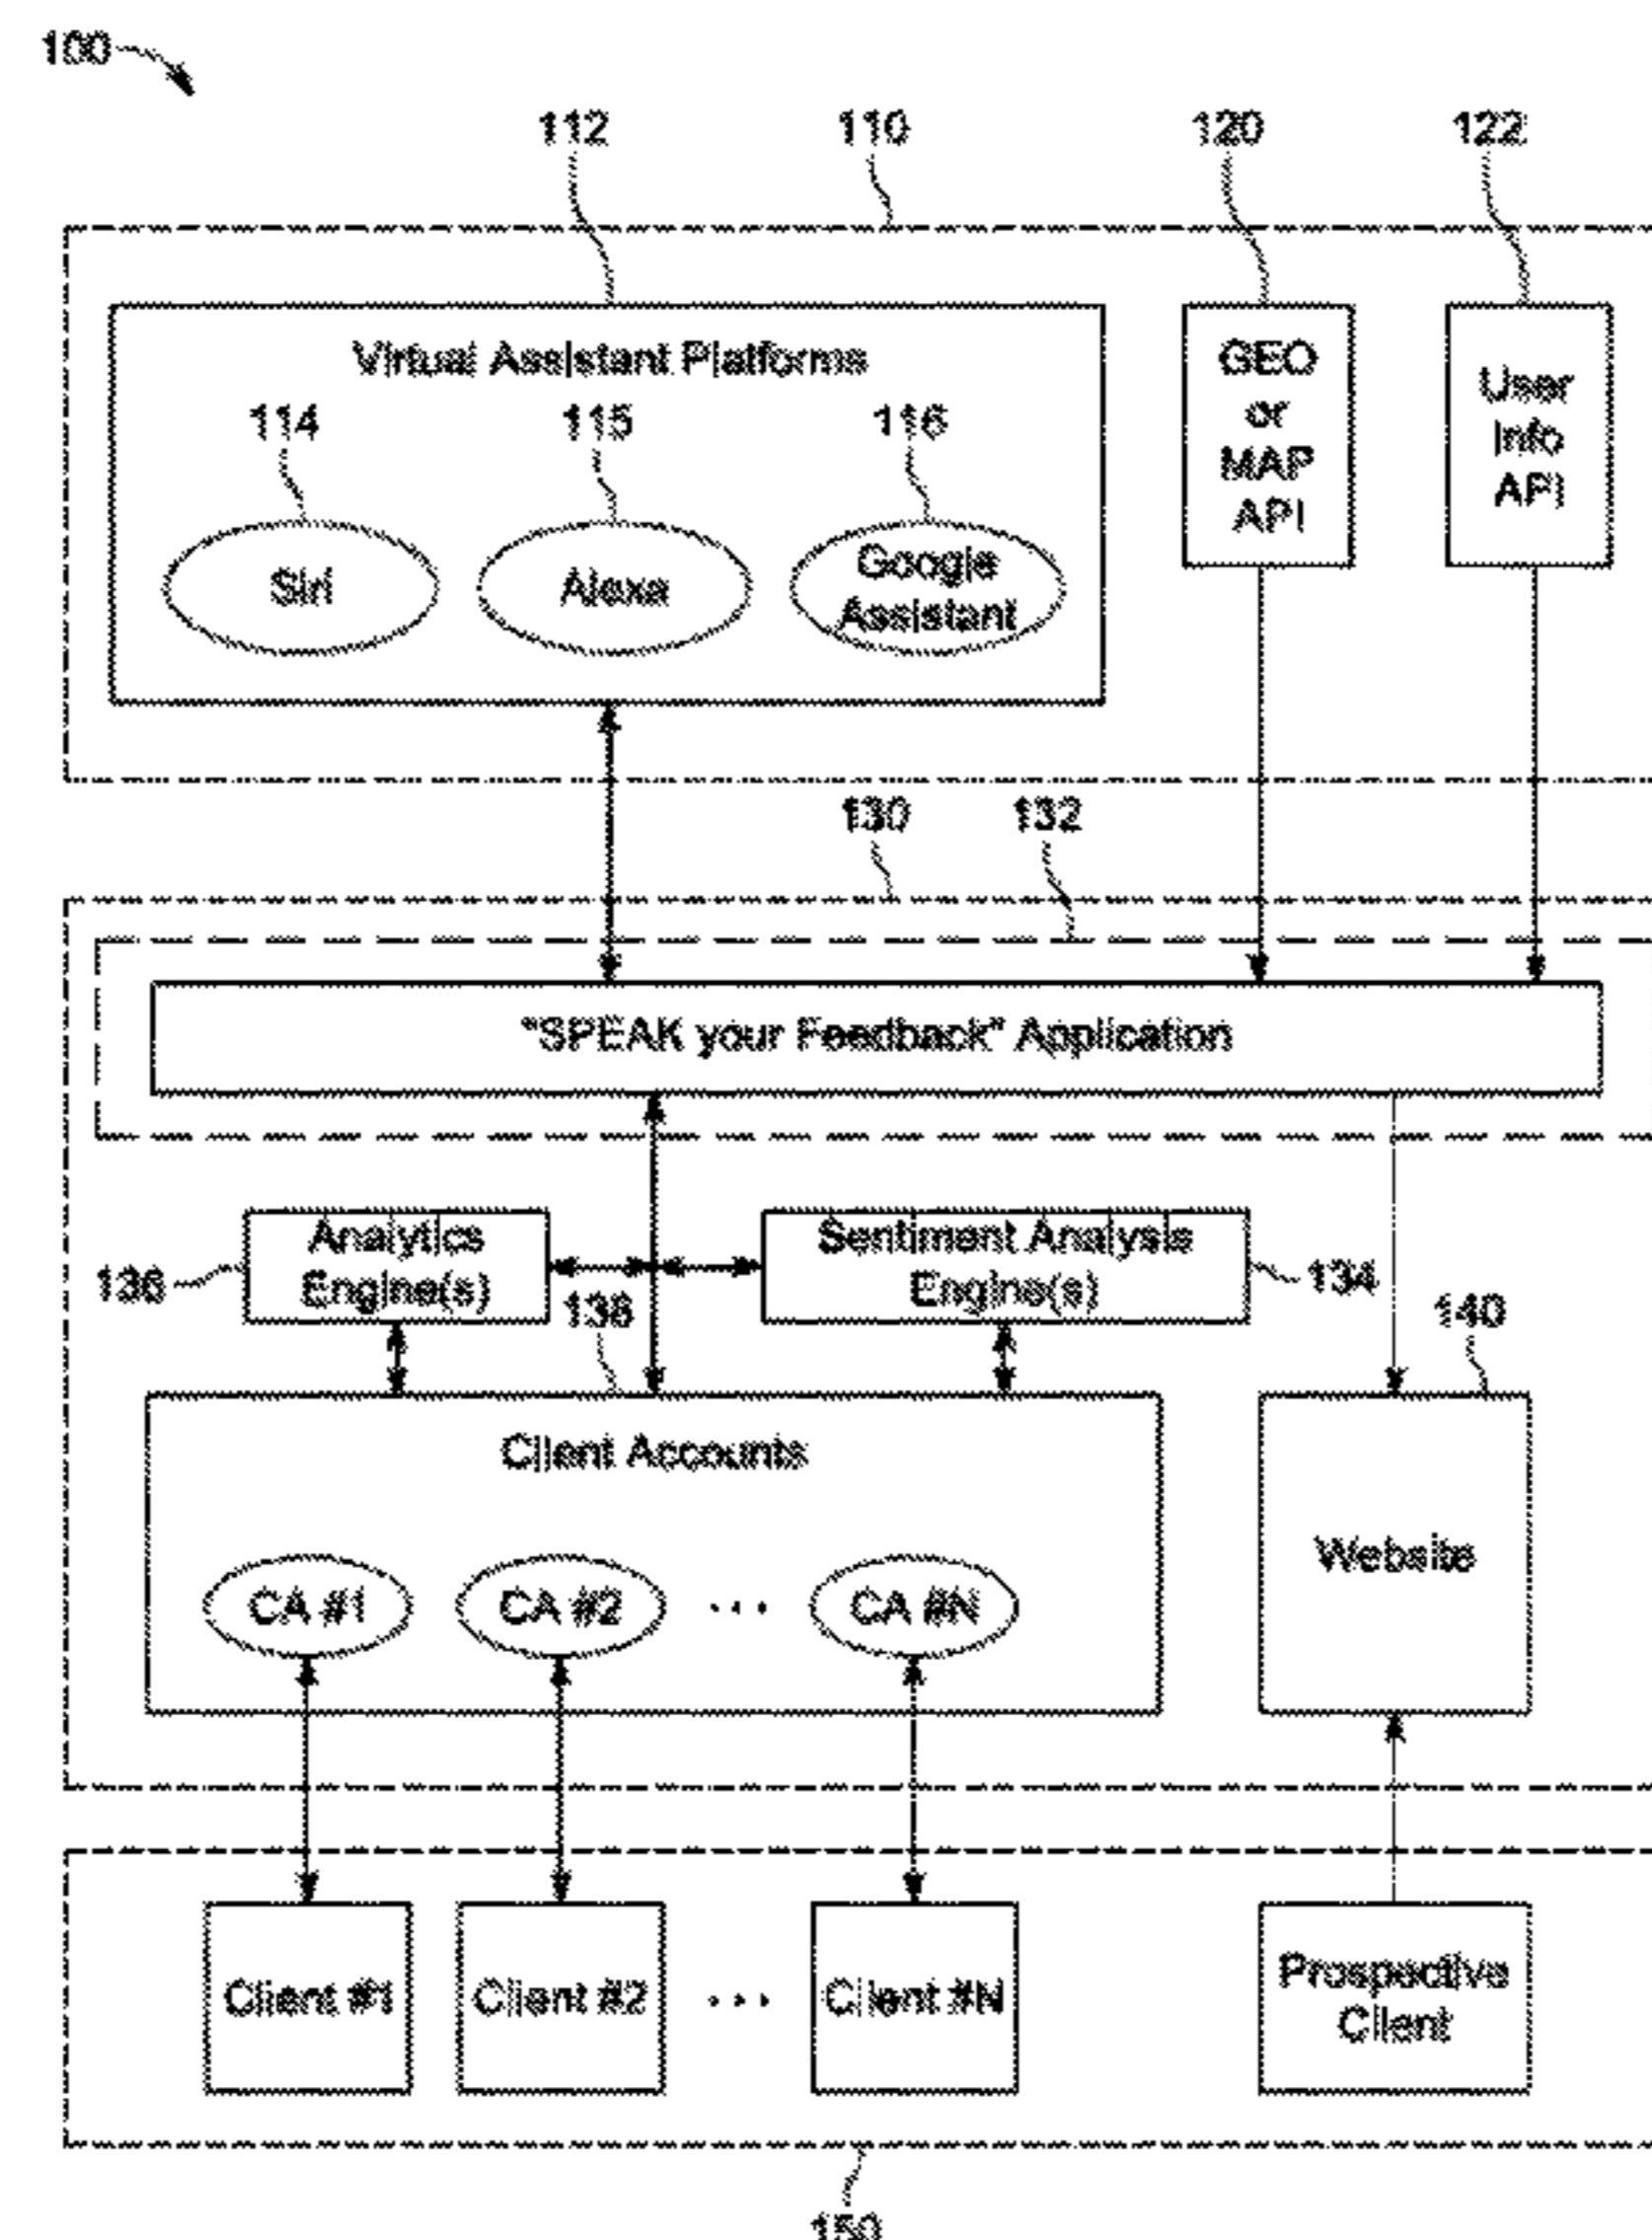 100
112
110
120
122
Virtual Assistant Platforms
114
115
116
Siri
Alexa
Google
Assistant
GEO
or
MAP
API
User
Info
API
130
132
"SPEAK your Feedback" Application
Analytics
Engine(s)
Sentiment Analysis
Engine(s)
134
140
Client Accounts
CA #1
CA #2
...
CA #N
Website
Client #1
Client #2
...
Client #N
Prospective
Client
150